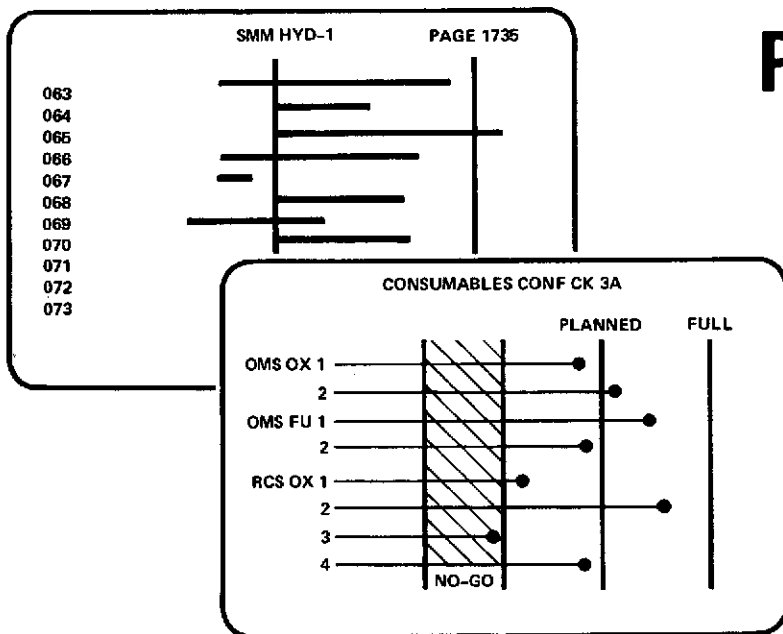 SMM HYD-1 PAGE 1735
063
064
065
066
067
068
069
070
071
072
073
CONSUMABLES CONF CK 3A
PLANNED FULL
OMS OX 1
2
OMS FU 1
2
RCS OX 1
2
3
4
NO-GO